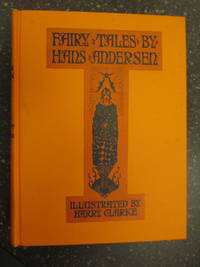 FAIRY TALES BY
HANS ANDERSEN
ILLUSTRATED BY
HARRY CLARKE